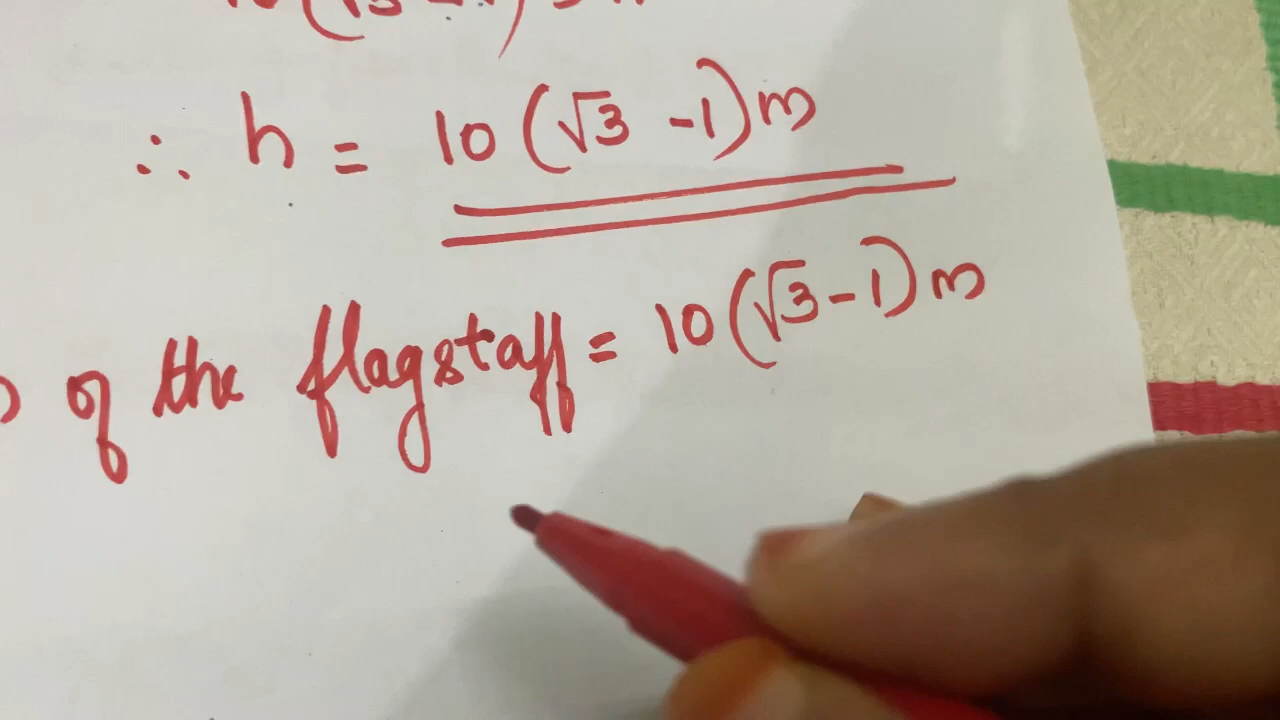 ∴ h = 10(√3 -1)m
of the flagstaff = 10(√3-1)m